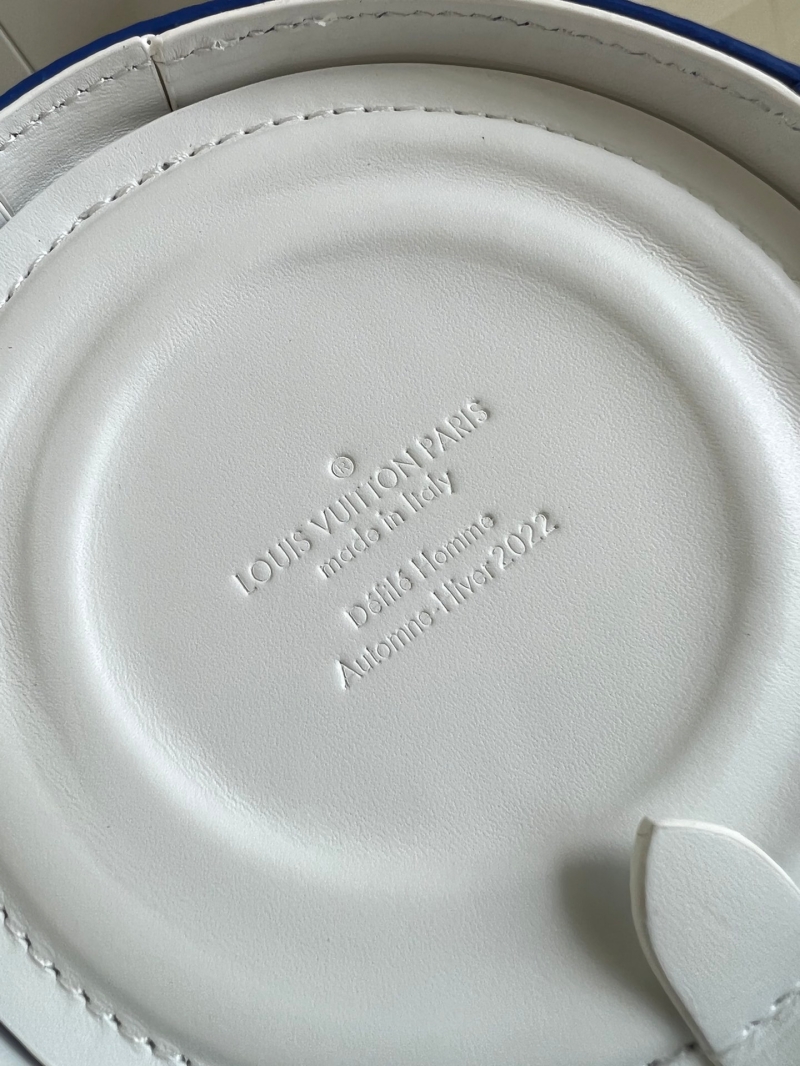 ®
LOUIS VUITTON PARIS
made in Italy
Défilé Homme
Automne-Hiver 2022.